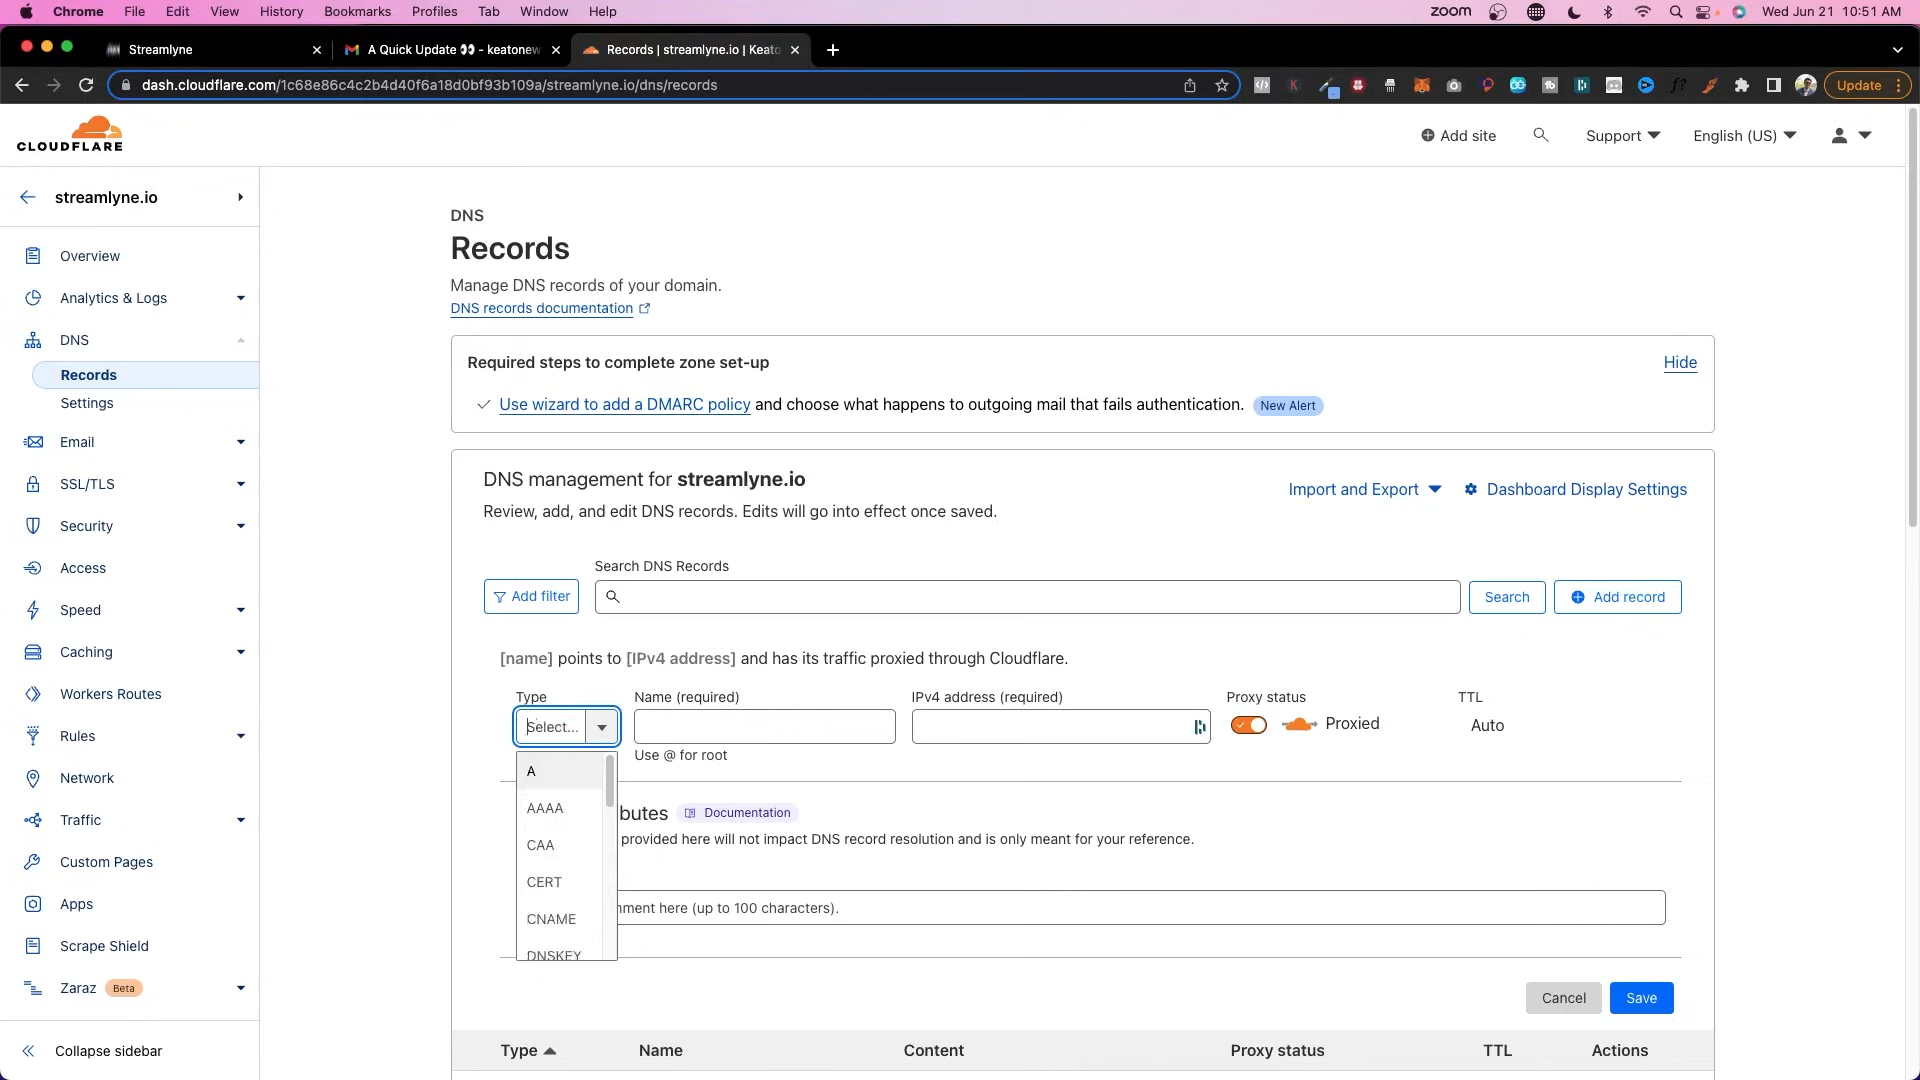 Chrome File Edit View History Bookmarks Profiles Tab Window Help zoom Wed Jun 21 10:51 AM
Streamlyne A Quick Update 👀 - keatonew Records | streamlyne.io | Keato
dash.cloudflare.com/1c68e86c4c2b4d40f6a18d0bf93b109a/streamlyne.io/dns/records Update
CLOUDFLARE Add site Support English (US)
streamlyne.io
Overview
Analytics & Logs
DNS
Records
Settings
Email
SSL/TLS
Security
Access
Speed
Caching
Workers Routes
Rules
Network
Traffic
Custom Pages
Apps
Scrape Shield
Zaraz Beta
Collapse sidebar
DNS
Records
Manage DNS records of your domain.
DNS records documentation
Required steps to complete zone set-up Hide
Use wizard to add a DMARC policy and choose what happens to outgoing mail that fails authentication. New Alert
DNS management for streamlyne.io
Import and Export Dashboard Display Settings
Review, add, and edit DNS records. Edits will go into effect once saved.
Search DNS Records
Add filter Search Add record
[name] points to [IPv4 address] and has its traffic proxied through Cloudflare.
Type Name (required) IPv4 address (required) Proxy status TTL
Select... Proxied Auto
Use @ for root
A
AAAA
CAA
CERT
CNAME
DNSKEY
butes Documentation
provided here will not impact DNS record resolution and is only meant for your reference.
mment here (up to 100 characters).
Cancel Save
Type Name Content Proxy status TTL Actions